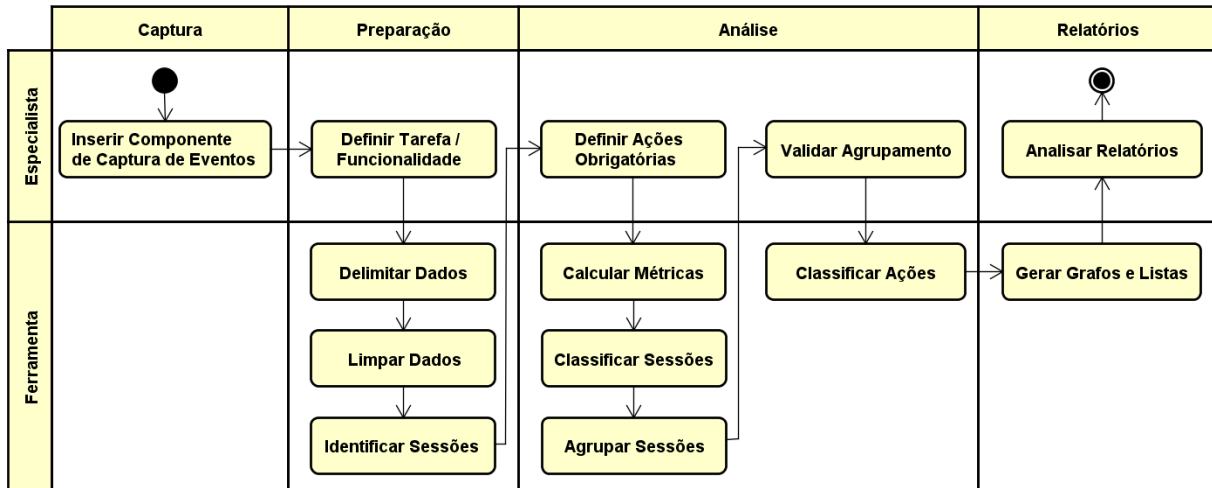 Captura
Preparação
Análise
Relatórios
Especialista
Inserir Componente
de Captura de Eventos
Definir Tarefa /
Funcionalidade
Definir Ações
Obrigatórias
Validar Agrupamento
Analisar Relatórios
Ferramenta
Delimitar Dados
Calcular Métricas
Classificar Ações
Gerar Grafos e Listas
Limpar Dados
Classificar Sessões
Identificar Sessões
Agrupar Sessões